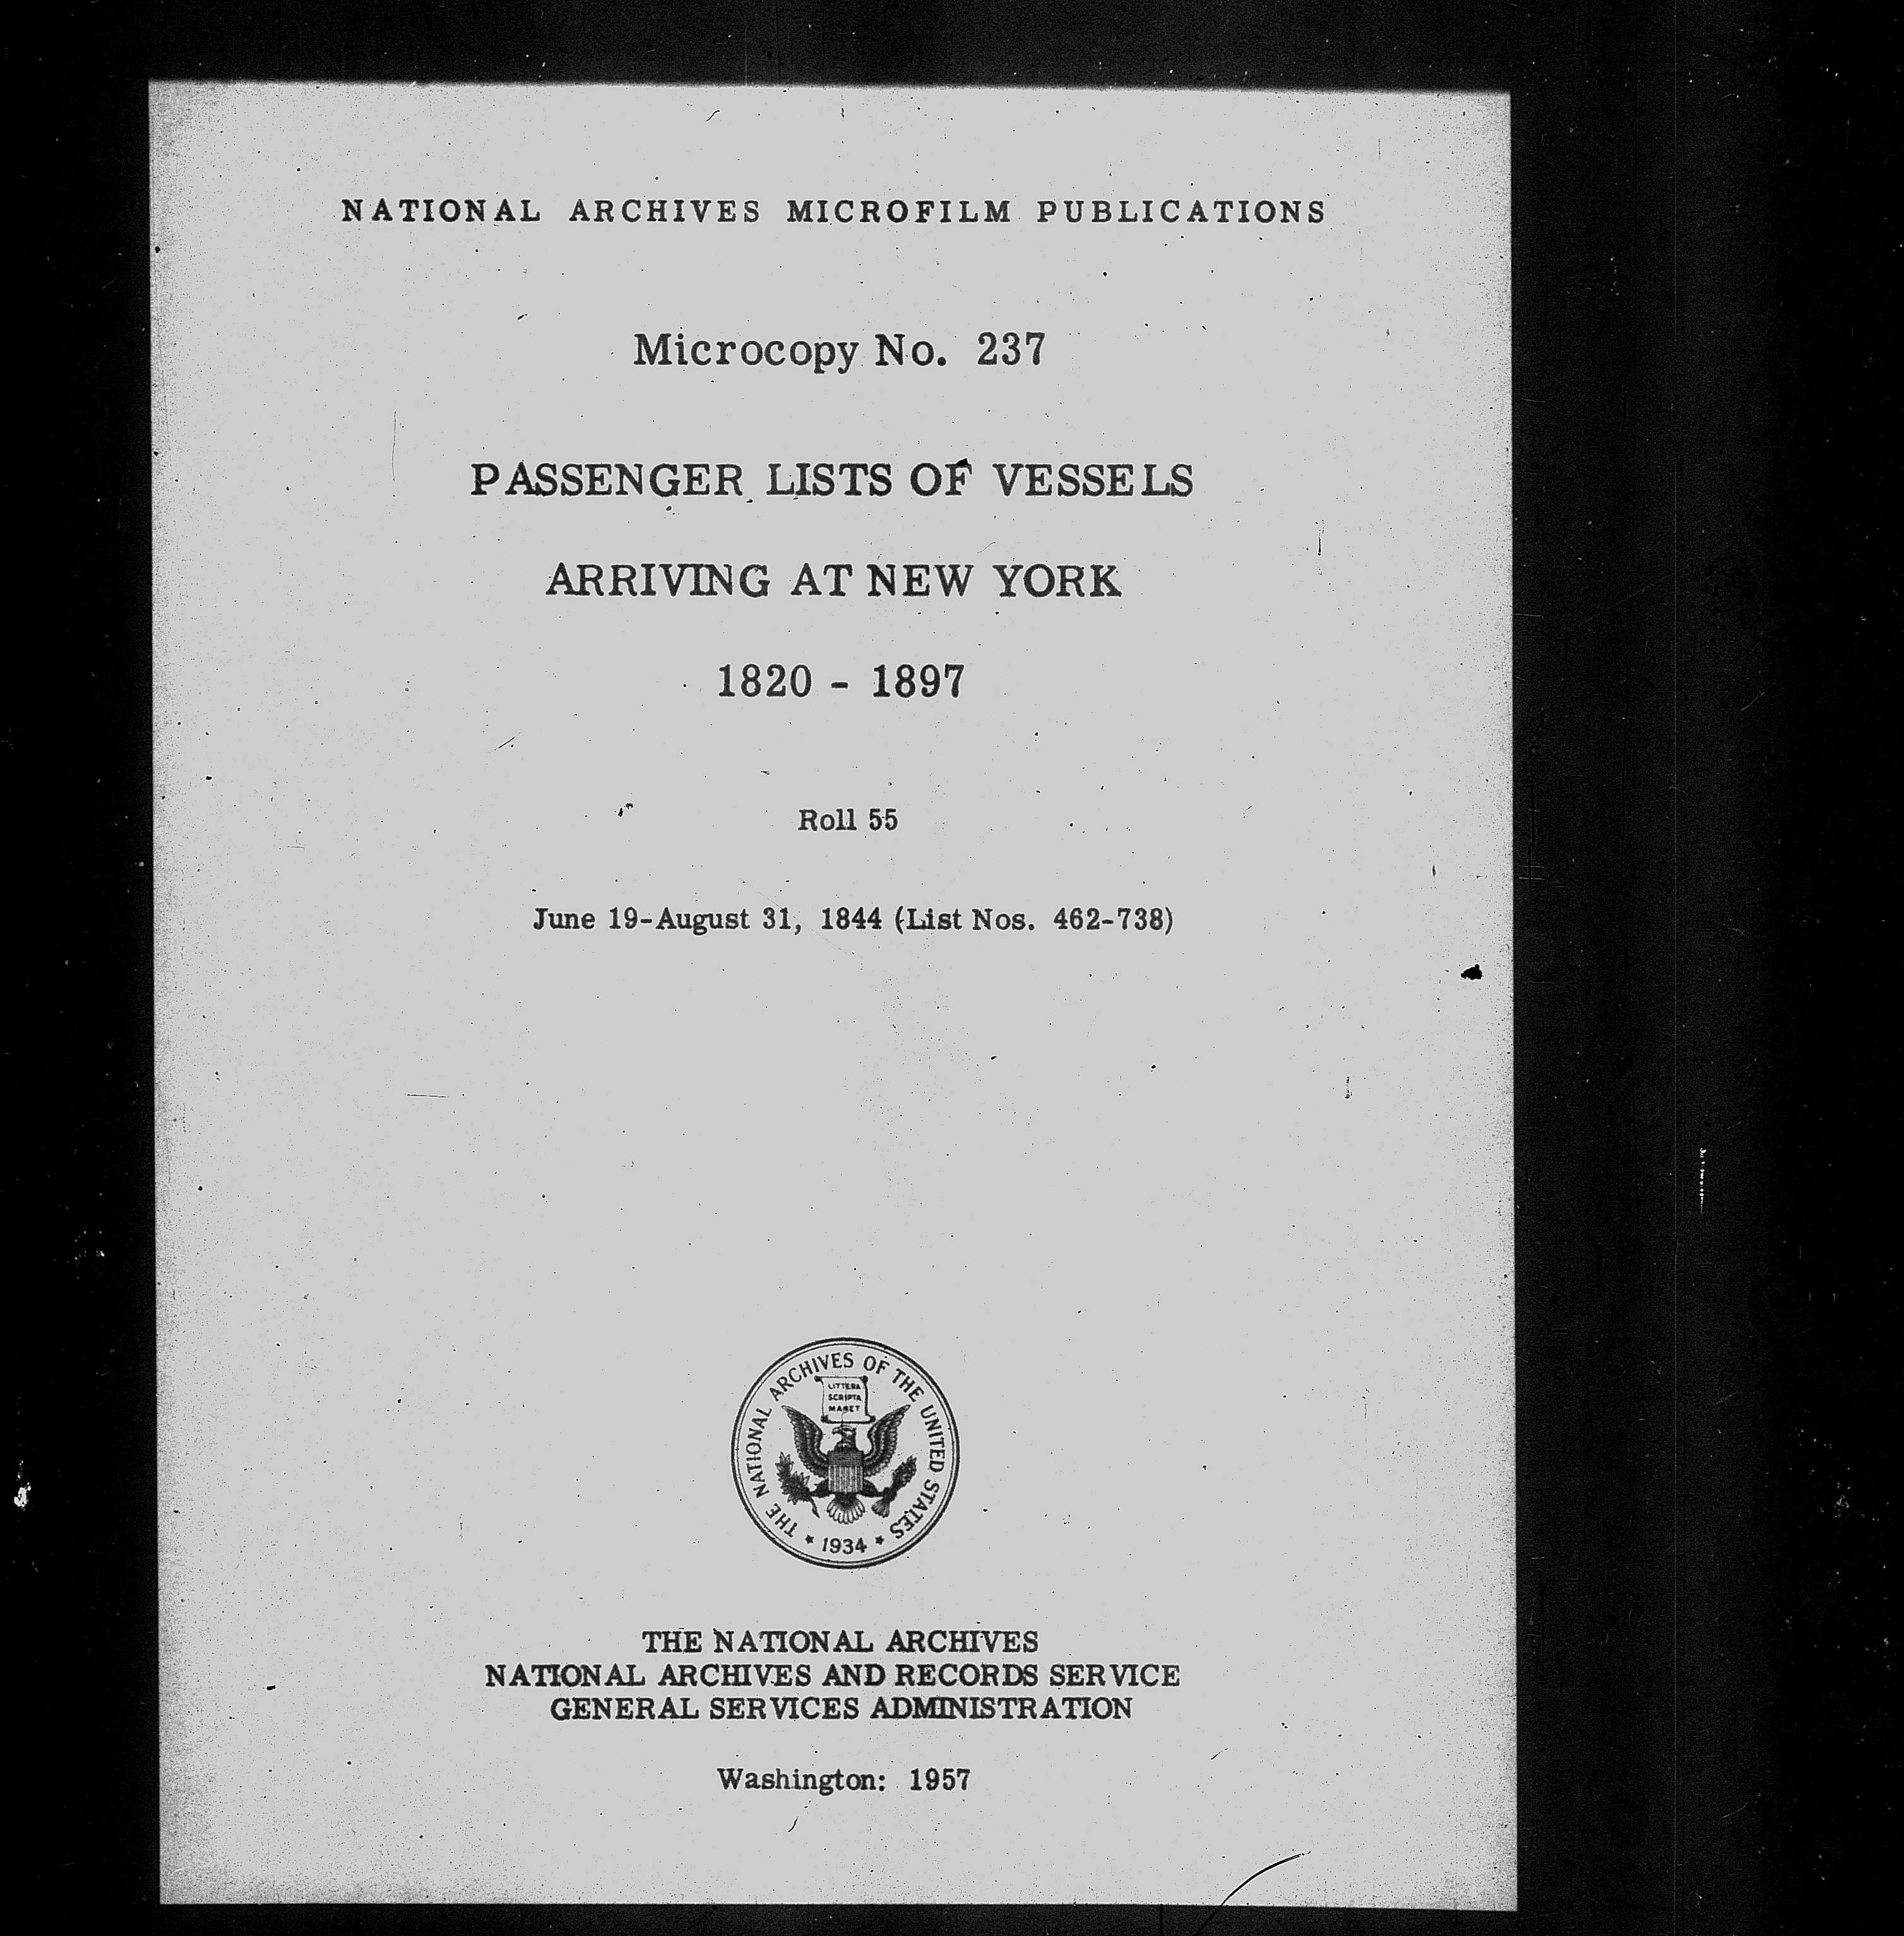 NATIONAL ARCHIVES MICROFILM PUBLICATIONS
Microcopy No. 237
PASSENGER LISTS OF VESSELS
ARRIVING AT NEW YORK
1820 - 1897
Roll 55
June 19-August 31, 1844 (List Nos. 462-738)
THE NATIONAL ARCHIVES OF THE UNITED STATES
LITTERA
SCRIPTA
MANET
★ 1934 ★
THE NATIONAL ARCHIVES
NATIONAL ARCHIVES AND RECORDS SERVICE
GENERAL SERVICES ADMINISTRATION
Washington: 1957